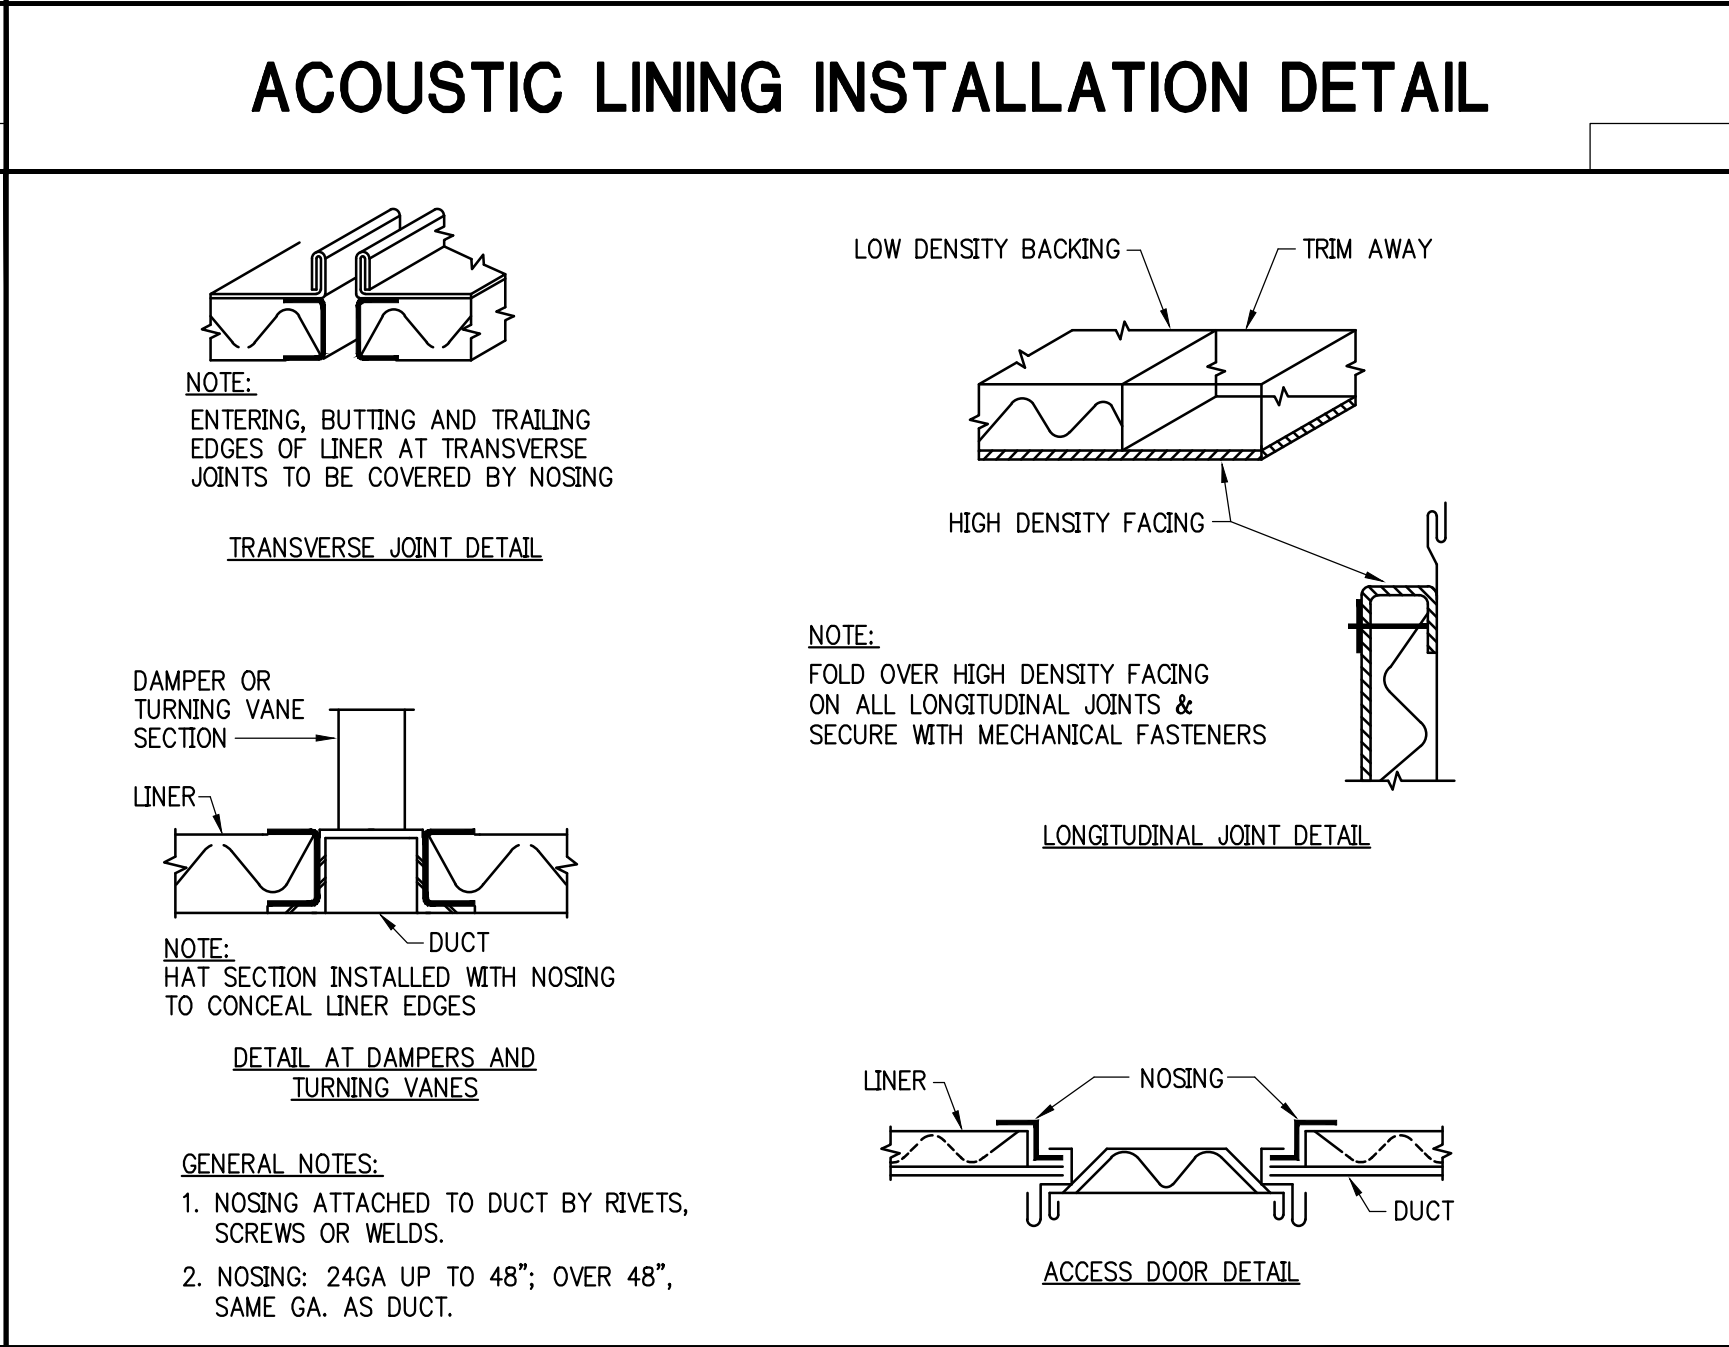 ACOUSTIC LINING INSTALLATION DETAIL
NOTE:
ENTERING, BUTTING AND TRAILING
EDGES OF LINER AT TRANSVERSE
JOINTS TO BE COVERED BY NOSING
TRANSVERSE JOINT DETAIL
LOW DENSITY BACKING
TRIM AWAY
HIGH DENSITY FACING
NOTE:
FOLD OVER HIGH DENSITY FACING
ON ALL LONGITUDINAL JOINTS &
SECURE WITH MECHANICAL FASTENERS
LONGITUDINAL JOINT DETAIL
DAMPER OR
TURNING VANE
SECTION
LINER
DUCT
NOTE:
HAT SECTION INSTALLED WITH NOSING
TO CONCEAL LINER EDGES
DETAIL AT DAMPERS AND
TURNING VANES
LINER
NOSING
DUCT
ACCESS DOOR DETAIL
GENERAL NOTES:
1. NOSING ATTACHED TO DUCT BY RIVETS,
SCREWS OR WELDS.
2. NOSING: 24GA UP TO 48"; OVER 48",
SAME GA. AS DUCT.